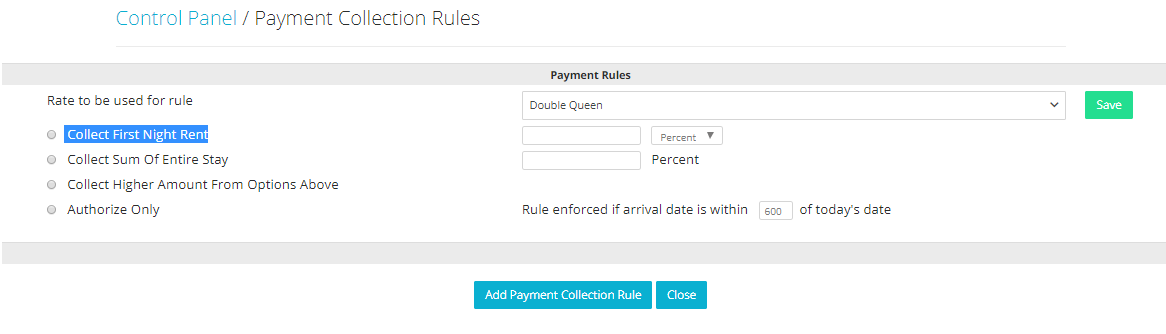 Control Panel / Payment Collection Rules
Payment Rules
Rate to be used for rule
Double Queen
Save
Collect First Night Rent
Percent
Collect Sum Of Entire Stay
Percent
Collect Higher Amount From Options Above
Authorize Only
Rule enforced if arrival date is within 600 of today's date
Add Payment Collection Rule
Close